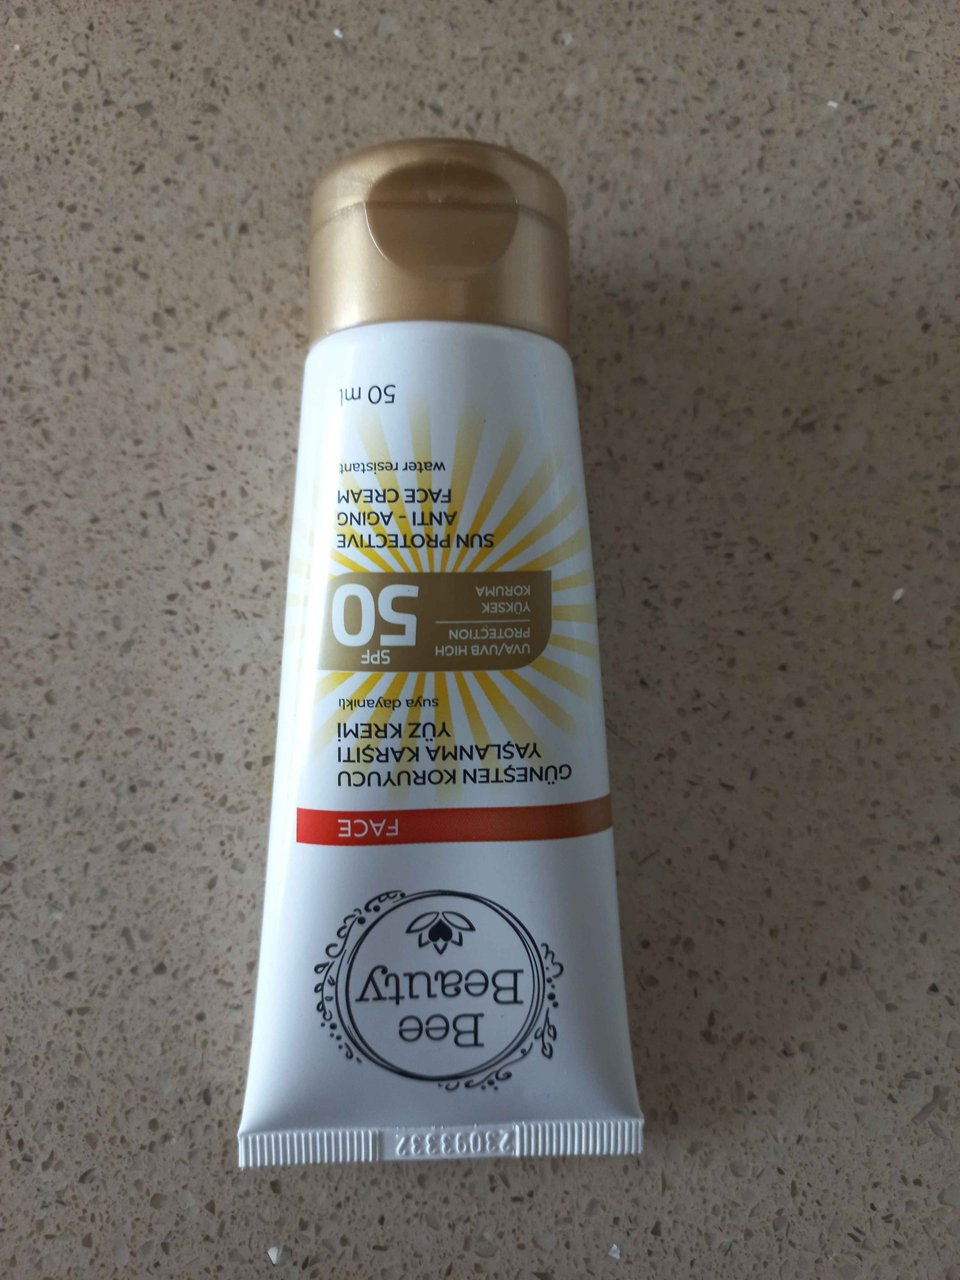 Bee
Beauty
FACE
GÜNEŞTEN KORUYUCU
YAŞLANMA KARŞITI
YÜZ KREMİ
suya dayanıklı
UVA/UVB HIGH
PROTECTION
YÜKSEK
KORUMA
SPF
50
SUN PROTECTIVE
ANTI - AGING
FACE CREAM
water resistant
50 mL
23093332